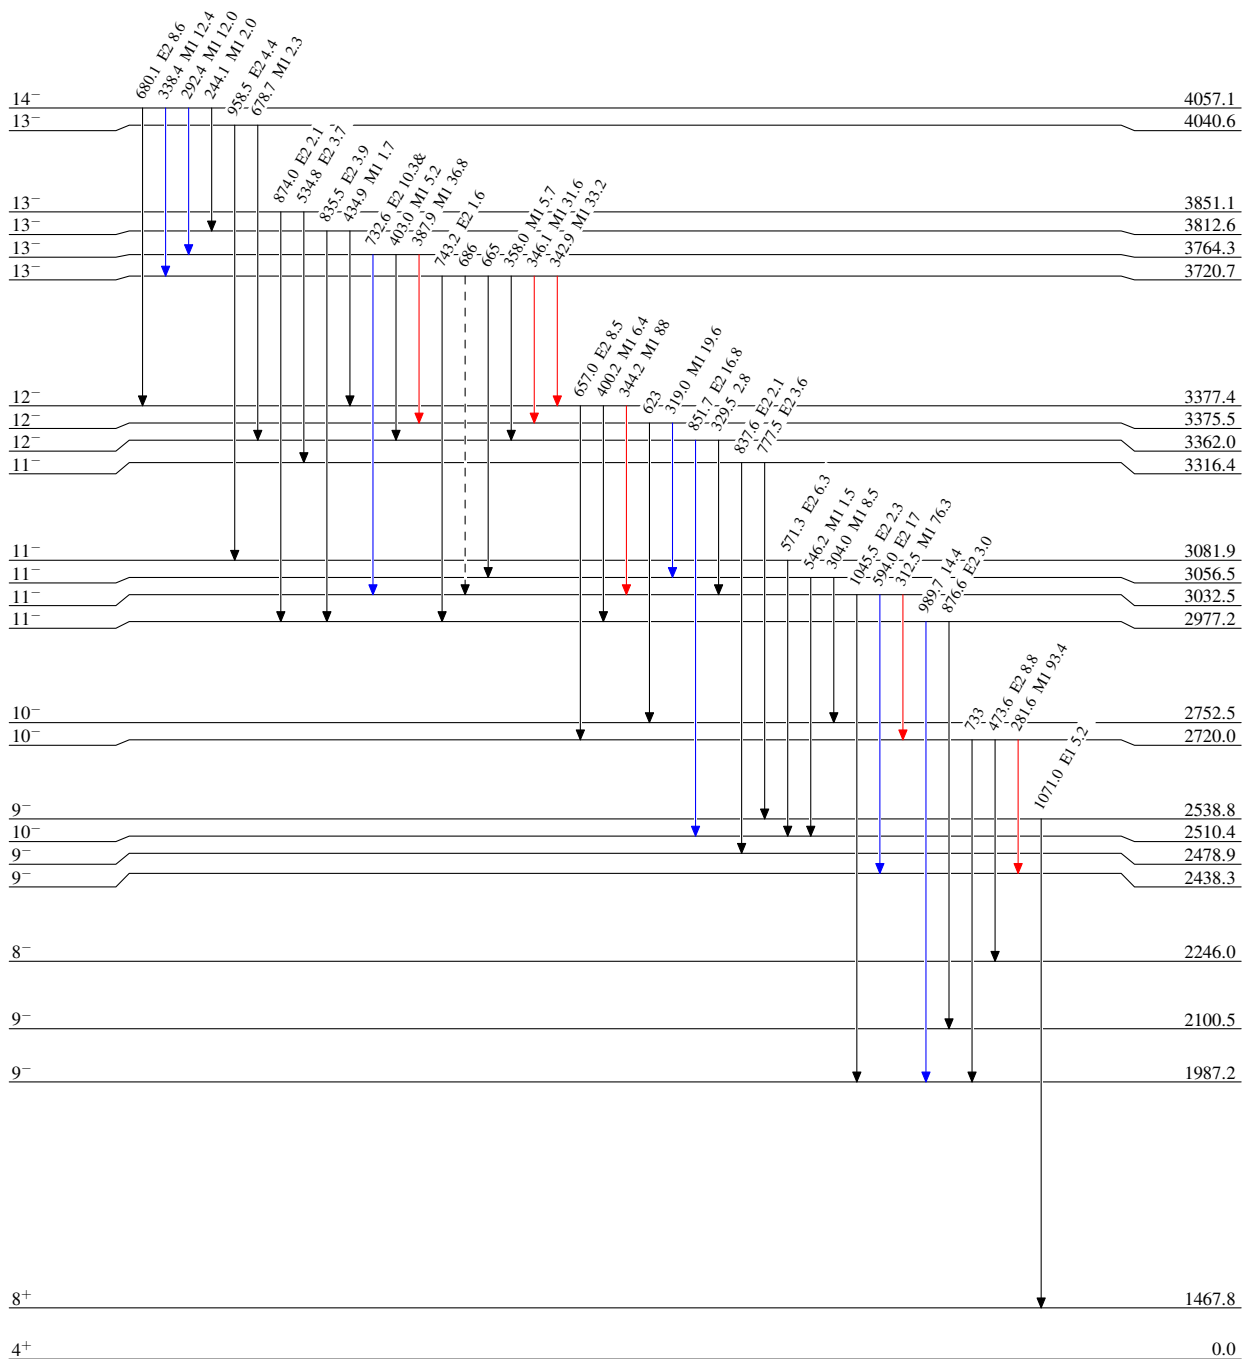 680.1 E2 8.6
338.4 M1 12.4
292.4 M1 12.0
244.1 M1 2.0
958.5 E2 4.4
678.7 M1 2.3
14⁻ 4057.1
13⁻ 4040.6
874.0 E2 2.1
534.8 E2 3.7
835.5 E2 3.9
434.9 M1 1.7
732.6 E2 10.3&
403.0 M1 5.2
387.9 M1 36.8
743.2 E2 1.6
686
665
358.0 M1 5.7
346.1 M1 31.6
342.9 M1 33.2
13⁻ 3851.1
13⁻ 3812.6
13⁻ 3764.3
13⁻ 3720.7
657.0 E2 8.5
400.2 M1 6.4
344.2 M1 88
623
319.0 M1 19.6
851.7 E2 16.8
329.5 2.8
837.6 E2 2.1
777.5 E2 3.6
12⁻ 3377.4
12⁻ 3375.5
12⁻ 3362.0
11⁻ 3316.4
571.3 E2 6.3
546.2 M1 1.5
304.0 M1 8.5
1045.5 E2 2.3
594.0 E2 17
312.5 M1 76.3
989.7 14.4
876.6 E2 3.0
11⁻ 3081.9
11⁻ 3056.5
11⁻ 3032.5
11⁻ 2977.2
733
473.6 E2 8.8
281.6 M1 93.4
1071.0 E1 5.2
10⁻ 2752.5
10⁻ 2720.0
9⁻ 2538.8
10⁻ 2510.4
9⁻ 2478.9
9⁻ 2438.3
8⁻ 2246.0
9⁻ 2100.5
9⁻ 1987.2
8⁺ 1467.8
4⁺ 0.0